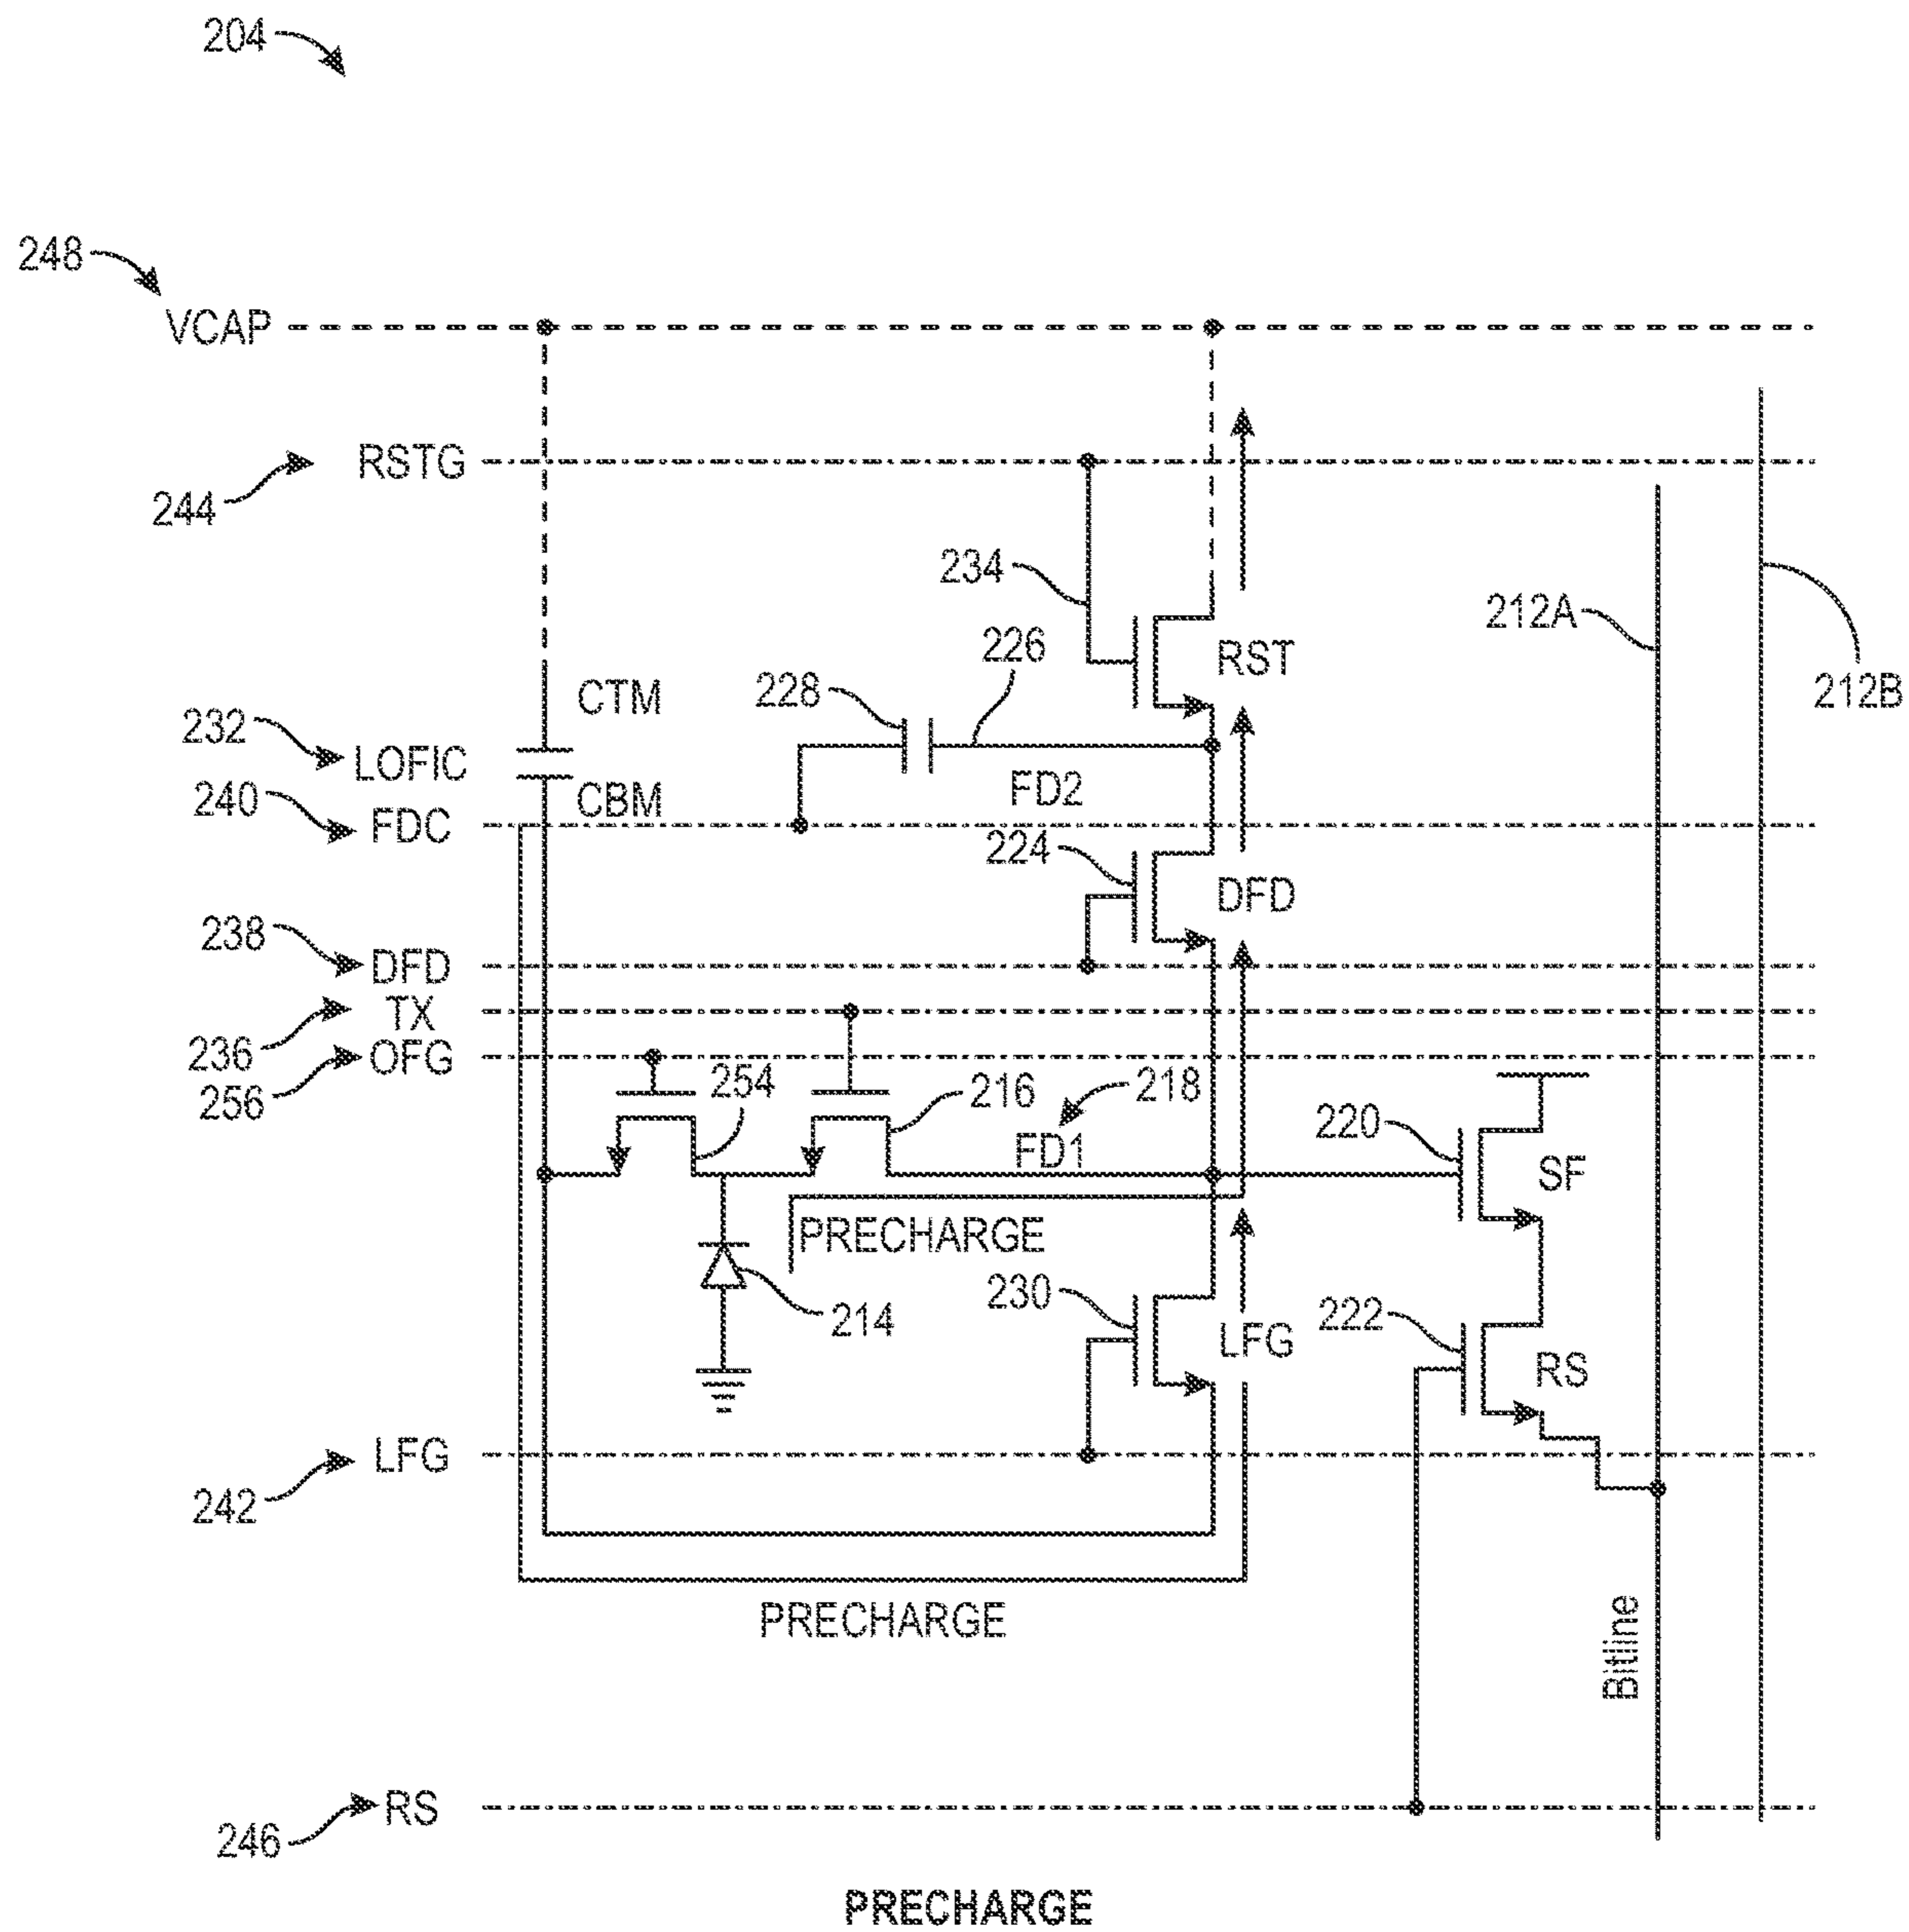 204
248
VCAP
RSTG
244
234
212A
226
RST
212B
228
CTM
232
LOFIC
CBM
FD2
240
FDC
224
DFD
238
DFD
TX
236
OFG
256
254
216
218
FD1
220
SF
PRECHARGE
230
214
222
LFG
RS
LFG
242
PRECHARGE
Bitline
RS
246
PRECHARGE